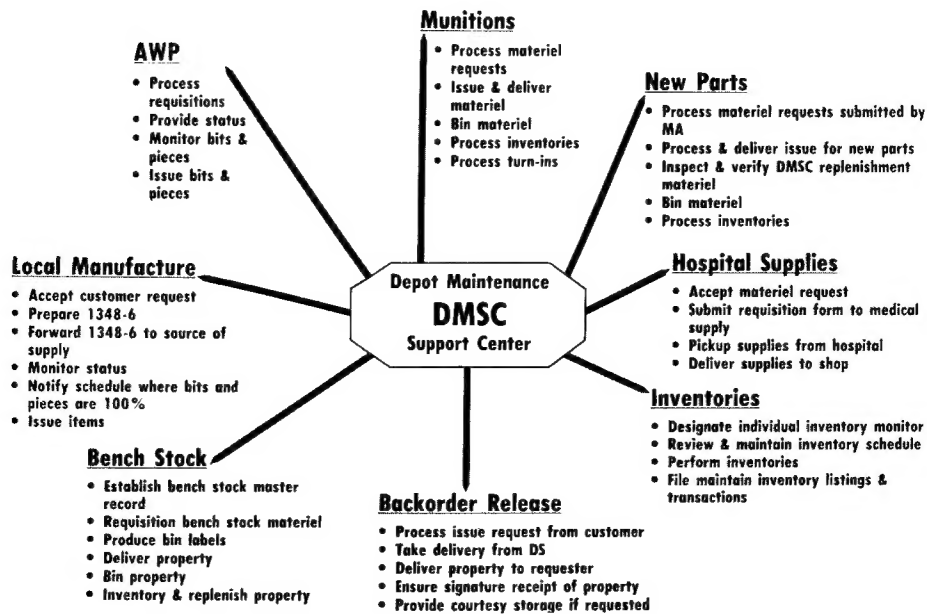 Munitions
• Process materiel
requests
• Issue & deliver
materiel
• Bin materiel
• Process inventories
• Process turn-ins
AWP
• Process
requisitions
• Provide status
• Monitor bits &
pieces
• Issue bits &
pieces
New Parts
• Process materiel requests submitted by
MA
• Process & deliver issue for new parts
• Inspect & verify DMSC replenishment
materiel
• Bin materiel
• Process inventories
Local Manufacture
• Accept customer request
• Prepare 1348-6
• Forward 1348-6 to source of
supply
• Monitor status
• Notify schedule where bits and
pieces are 100%
• Issue items
Depot Maintenance
DMSC
Support Center
Hospital Supplies
• Accept materiel request
• Submit requisition form to medical
supply
• Pickup supplies from hospital
• Deliver supplies to shop
Inventories
• Designate individual inventory monitor
• Review & maintain inventory schedule
• Perform inventories
• File maintain inventory listings &
transactions
Bench Stock
• Establish bench stock master
record
• Requisition bench stock materiel
• Produce bin labels
• Deliver property
• Bin property
• Inventory & replenish property
Backorder Release
• Process issue request from customer
• Take delivery from DS
• Deliver property to requester
• Ensure signature receipt of property
• Provide courtesy storage if requested